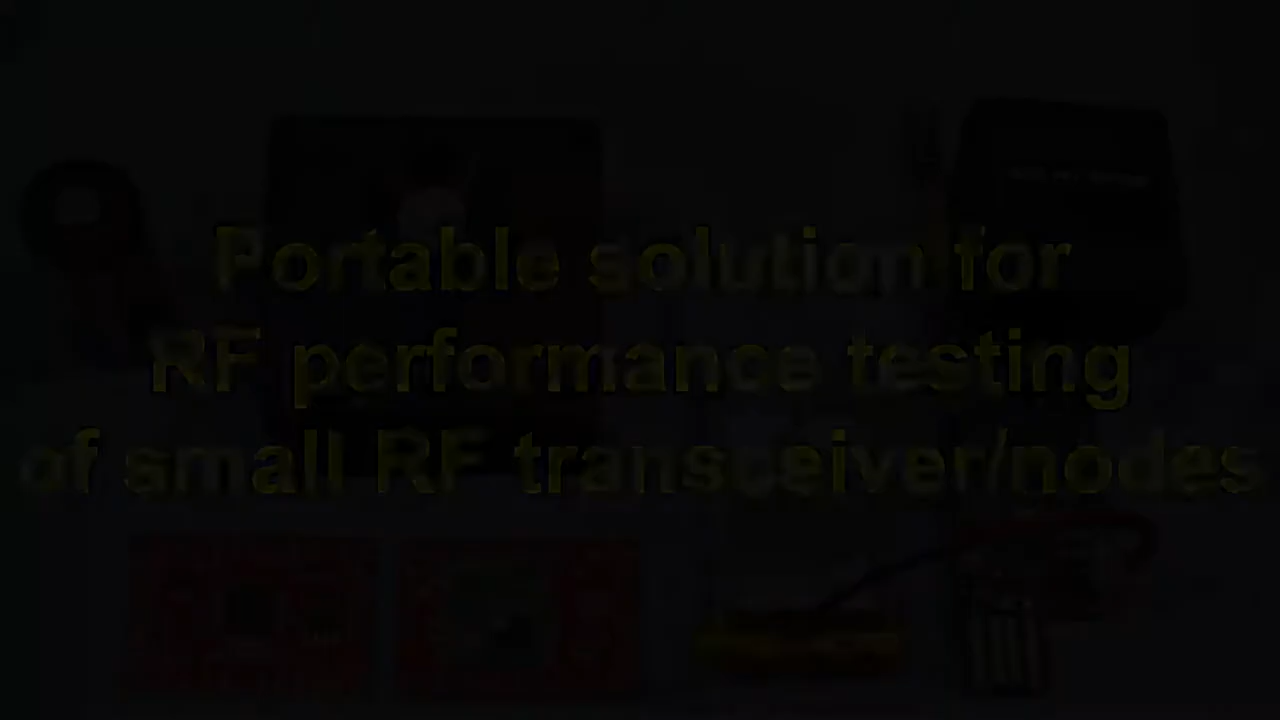 Portable solution for
RF performance testing
of small RF transceiver/nodes